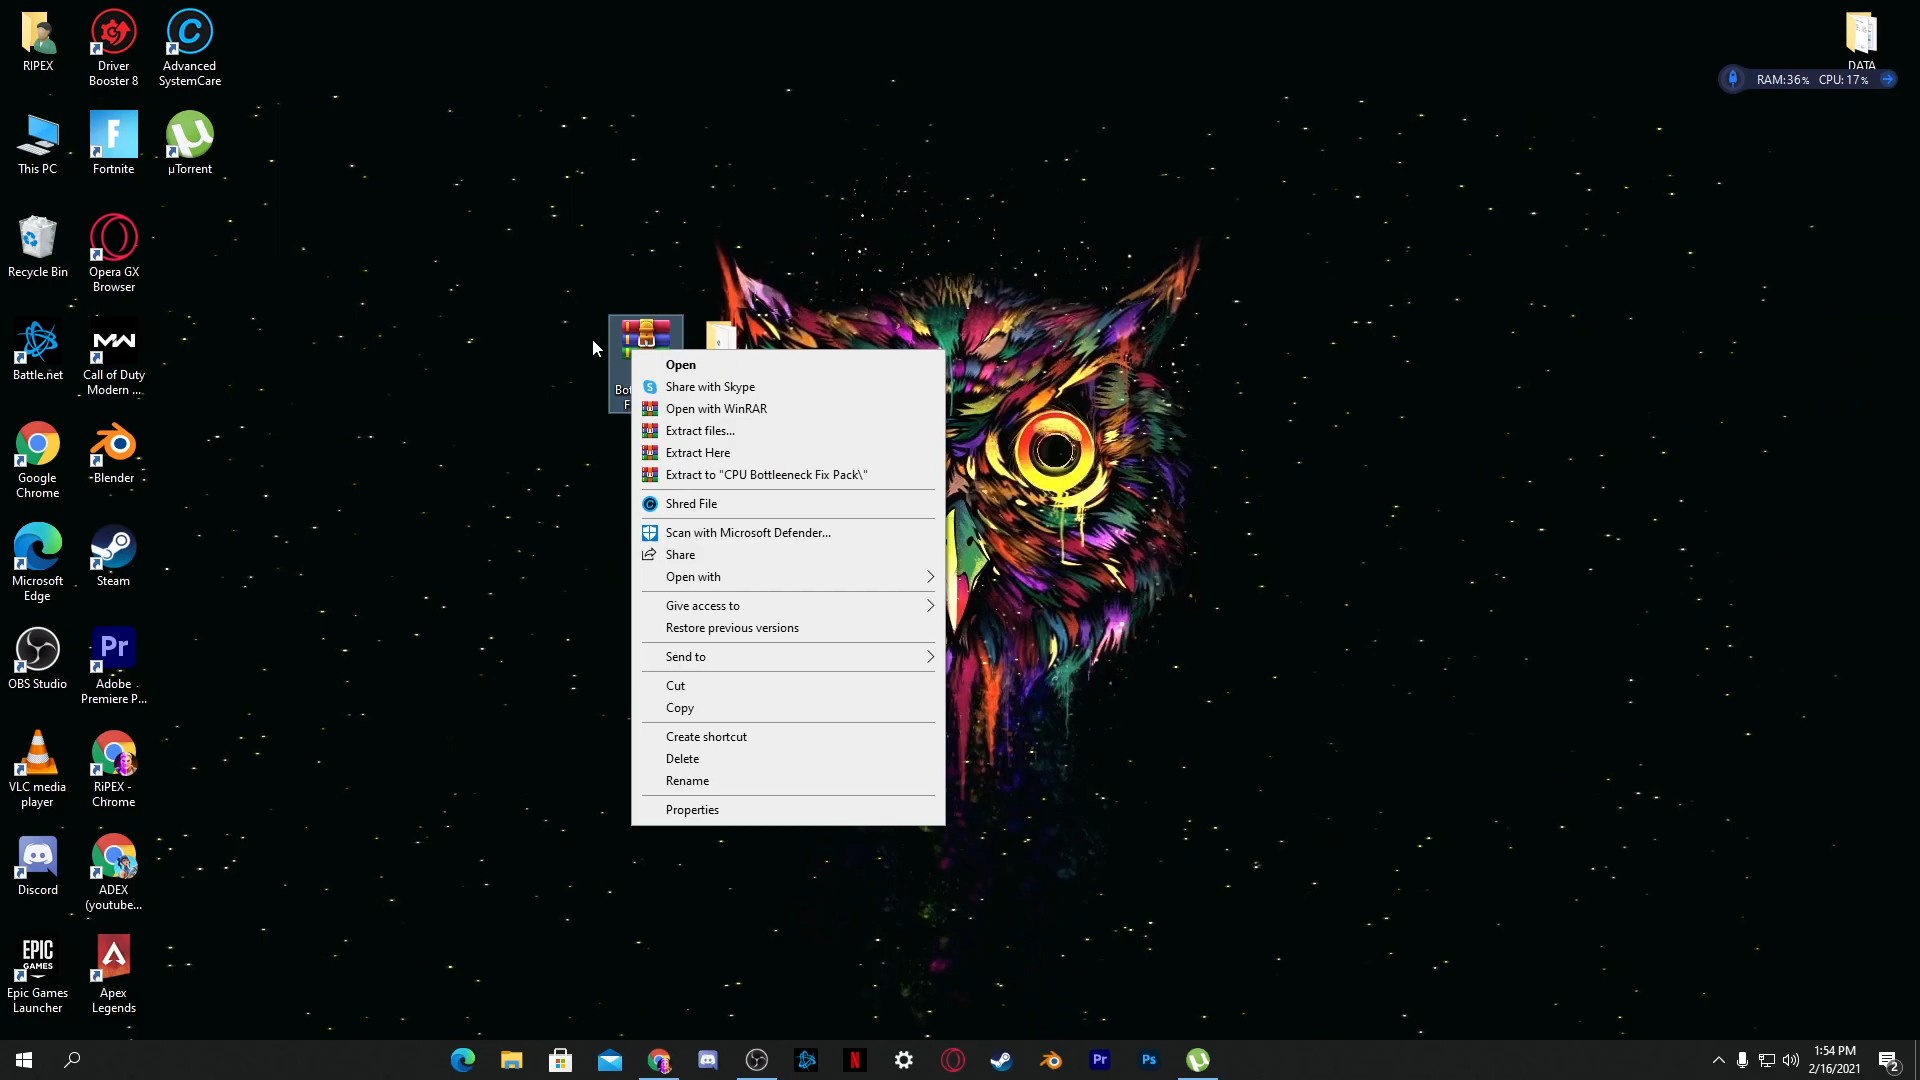 RIPEX
Driver
Booster 8
Advanced
SystemCare
This PC
Fortnite
µTorrent
Recycle Bin
Opera GX
Browser
Battle.net
Call of Duty
Modern ...
Google
Chrome
Blender
Microsoft
Edge
Steam
OBS Studio
Adobe
Premiere P...
VLC media
player
RiPEX -
Chrome
Discord
ADEX
(youtube...
EPIC
GAMES
Epic Games
Launcher
Apex
Legends
DATA
RAM:36% CPU: 17%
Open
Share with Skype
Open with WinRAR
Extract files...
Extract Here
Extract to "CPU Bottleeneck Fix Pack\"
Shred File
Scan with Microsoft Defender...
Share
Open with
Give access to
Restore previous versions
Send to
Cut
Copy
Create shortcut
Delete
Rename
Properties
Pr
Ps
1:54 PM
2/16/2021
2